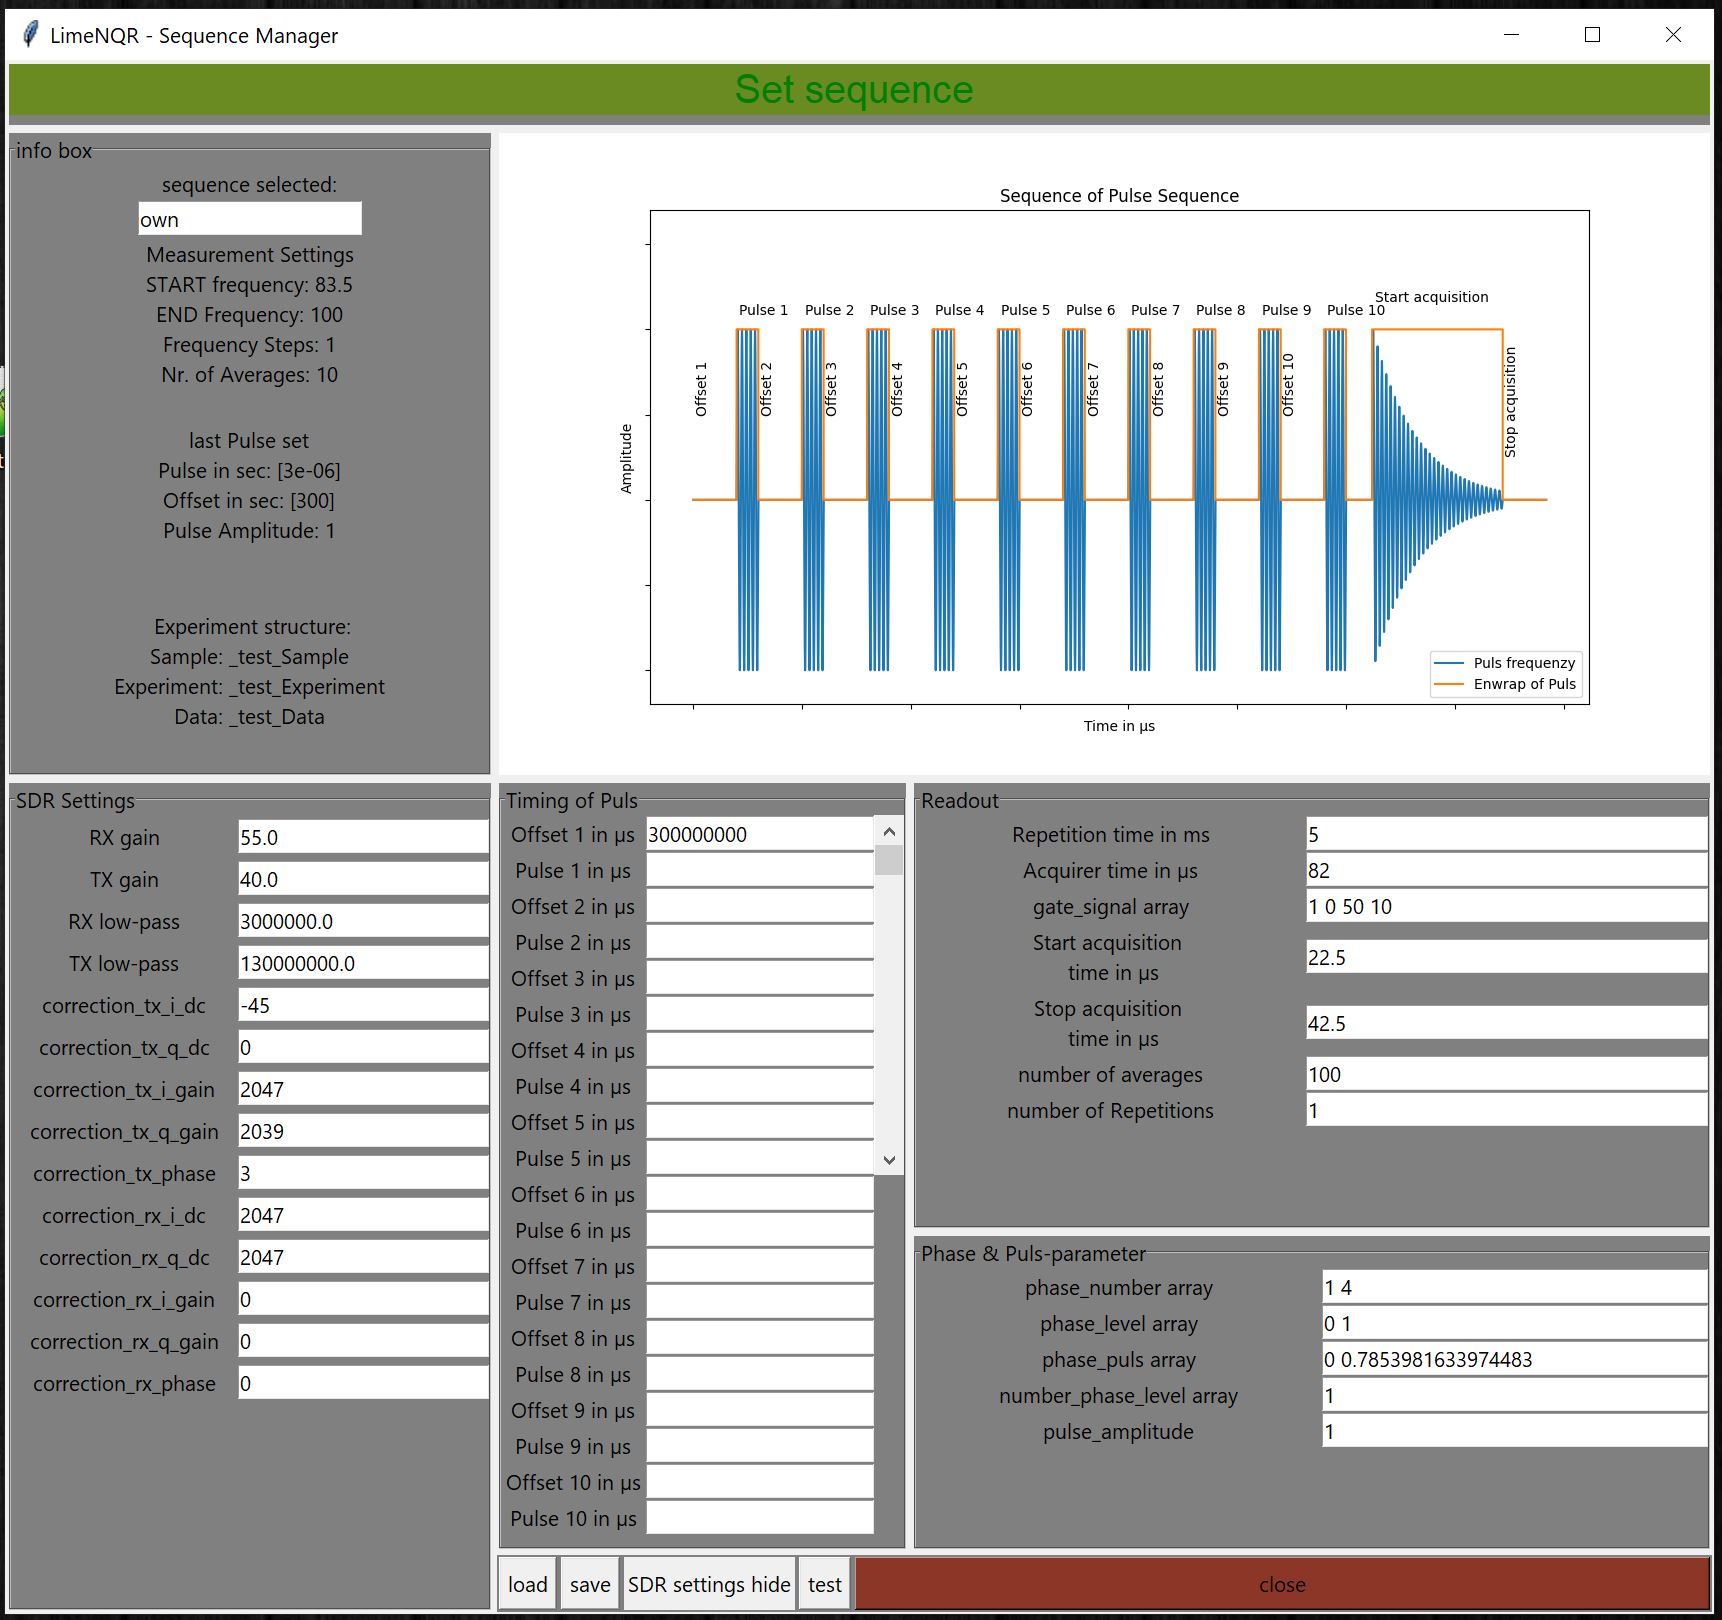 LimeNQR - Sequence Manager
Set sequence
info box
sequence selected:
own
Measurement Settings
START frequency: 83.5
END Frequency: 100
Frequency Steps: 1
Nr. of Averages: 10
last Pulse set
Pulse in sec: [3e-06]
Offset in sec: [300]
Pulse Amplitude: 1
Experiment structure:
Sample: _test_Sample
Experiment: _test_Experiment
Data: _test_Data
Sequence of Pulse Sequence
Start acquisition
Pulse 1 Pulse 2 Pulse 3 Pulse 4 Pulse 5 Pulse 6 Pulse 7 Pulse 8 Pulse 9 Pulse 10
Offset 1 Offset 2 Offset 3 Offset 4 Offset 5 Offset 6 Offset 7 Offset 8 Offset 9 Offset 10
Stop acquisition
Amplitude
Puls frequenzy
Enwrap of Puls
Time in µs
SDR Settings
RX gain 55.0
TX gain 40.0
RX low-pass 3000000.0
TX low-pass 130000000.0
correction_tx_i_dc -45
correction_tx_q_dc 0
correction_tx_i_gain 2047
correction_tx_q_gain 2039
correction_tx_phase 3
correction_rx_i_dc 2047
correction_rx_q_dc 2047
correction_rx_i_gain 0
correction_rx_q_gain 0
correction_rx_phase 0
Timing of Puls
Offset 1 in µs 300000000
Pulse 1 in µs
Offset 2 in µs
Pulse 2 in µs
Offset 3 in µs
Pulse 3 in µs
Offset 4 in µs
Pulse 4 in µs
Offset 5 in µs
Pulse 5 in µs
Offset 6 in µs
Pulse 6 in µs
Offset 7 in µs
Pulse 7 in µs
Offset 8 in µs
Pulse 8 in µs
Offset 9 in µs
Pulse 9 in µs
Offset 10 in µs
Pulse 10 in µs
Readout
Repetition time in ms 5
Acquirer time in µs 82
gate_signal array 1 0 50 10
Start acquisition
time in µs 22.5
Stop acquisition
time in µs 42.5
number of averages 100
number of Repetitions 1
Phase & Puls-parameter
phase_number array 1 4
phase_level array 0 1
phase_puls array 0 0.7853981633974483
number_phase_level array 1
pulse_amplitude 1
load save SDR settings hide test close